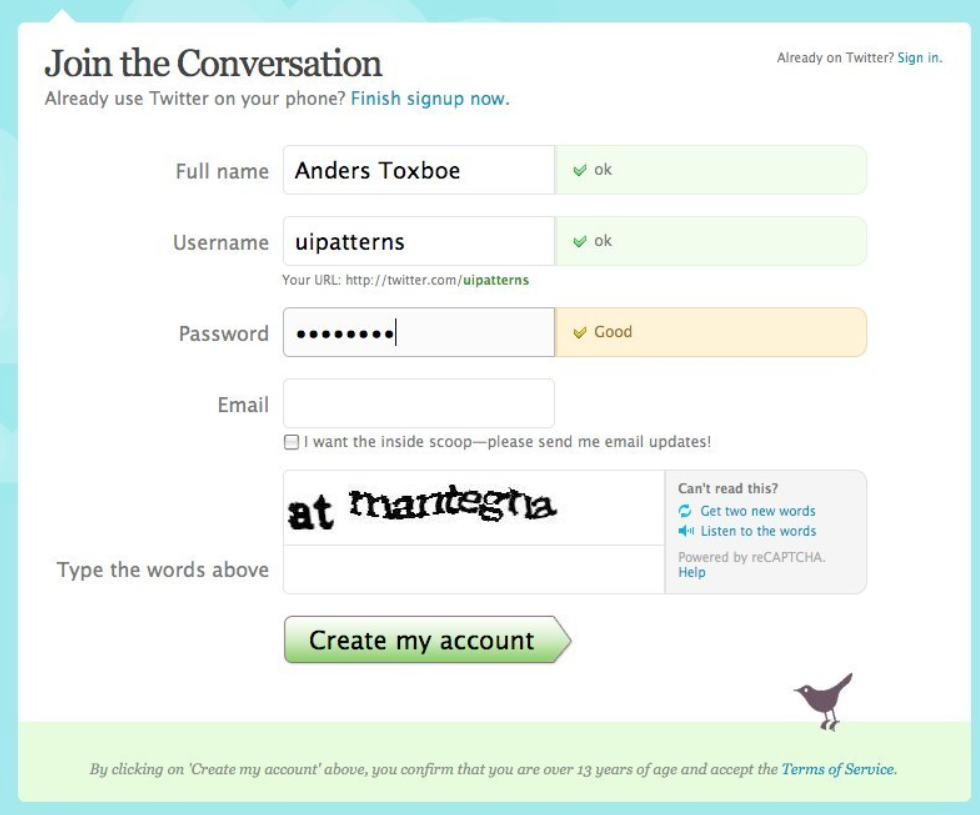 Join the Conversation
Already on Twitter? Sign in.
Already use Twitter on your phone? Finish signup now.
Full name Anders Toxboe ok
Username uipatterns ok
Your URL: http://twitter.com/uipatterns
Password •••••••• Good
Email
I want the inside scoop—please send me email updates!
at mantegna
Can't read this?
Get two new words
Listen to the words
Powered by reCAPTCHA.
Help
Type the words above
Create my account
By clicking on 'Create my account' above, you confirm that you are over 13 years of age and accept the Terms of Service.